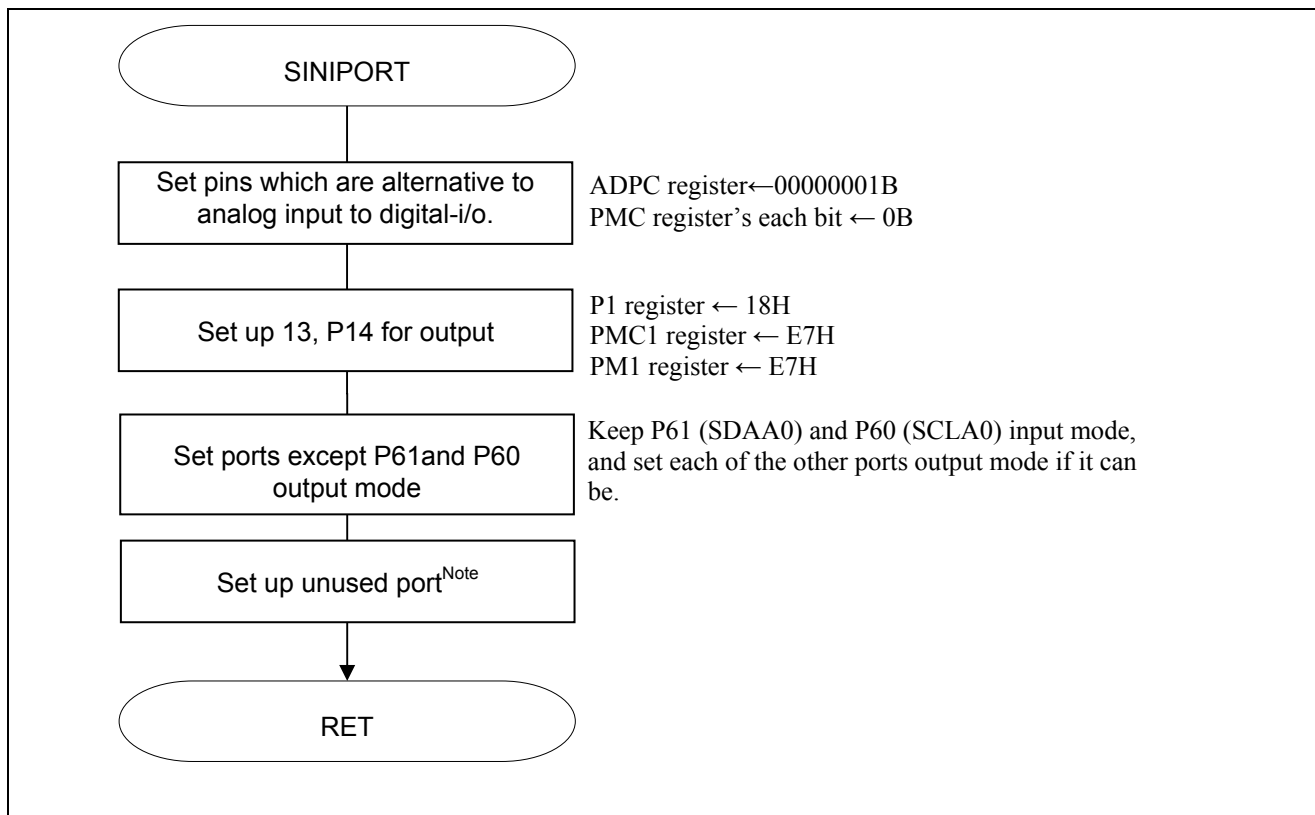 SINIPORT
Set pins which are alternative to
analog input to digital-i/o.
ADPC register←00000001B
PMC register's each bit ← 0B
Set up 13, P14 for output
P1 register ← 18H
PMC1 register ← E7H
PM1 register ← E7H
Set ports except P61and P60
output mode
Keep P61 (SDAA0) and P60 (SCLA0) input mode,
and set each of the other ports output mode if it can
be.
Set up unused portNote
RET